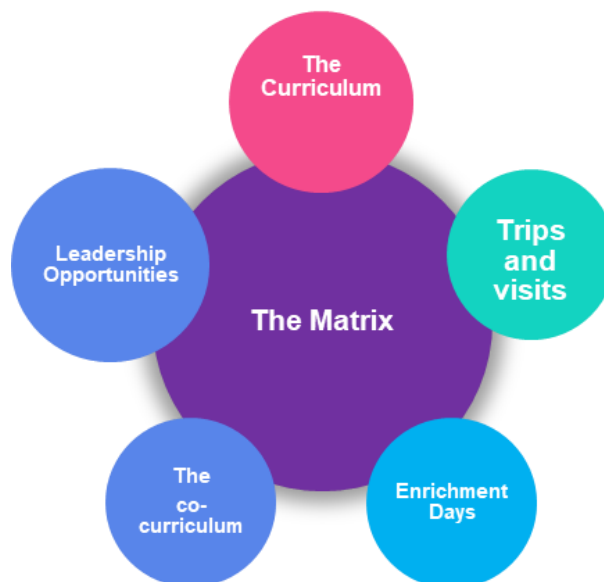 The
Curriculum
Trips
and
visits
Leadership
Opportunities
The Matrix
The
co-
curriculum
Enrichment
Days